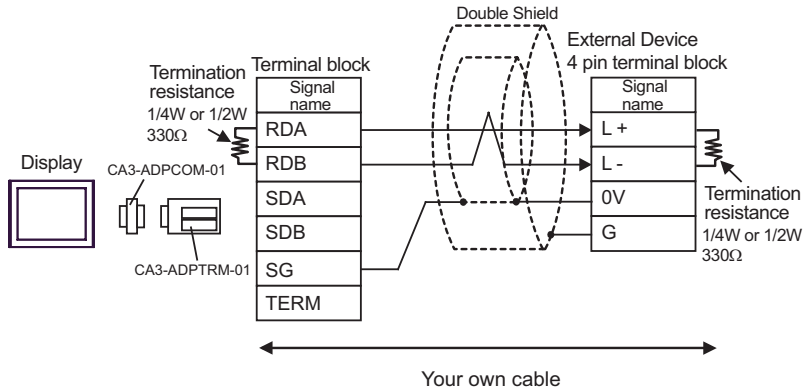 Double Shield
Terminal block
External Device
4 pin terminal block
Termination
resistance
1/4W or 1/2W
330Ω
Signal
name
RDA
RDB
SDA
SDB
SG
TERM
Signal
name
L +
L -
0V
G
Display
CA3-ADPCOM-01
CA3-ADPTRM-01
Termination
resistance
1/4W or 1/2W
330Ω
Your own cable